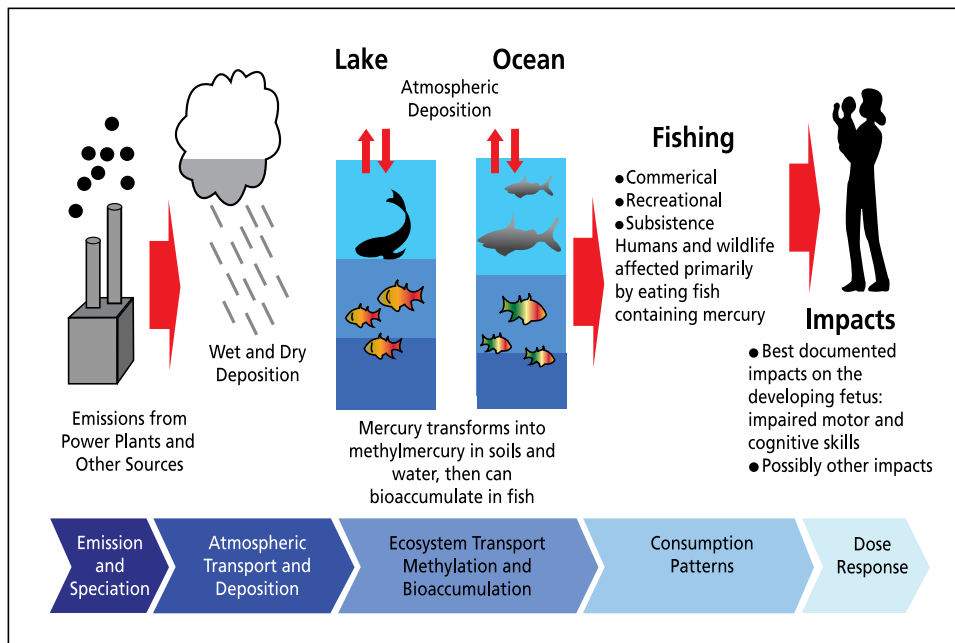 Lake
Ocean
Atmospheric
Deposition
Fishing
●Commerical
●Recreational
●Subsistence
Humans and wildlife
affected primarily
by eating fish
containing mercury
Wet and Dry
Deposition
Impacts
● Best documented
impacts on the
developing fetus:
impaired motor and
cognitive skills
● Possibly other impacts
Emissions from
Power Plants and
Other Sources
Mercury transforms into
methylmercury in soils and
water, then can
bioaccumulate in fish
Emission
and
Speciation
Atmospheric
Transport and
Deposition
Ecosystem Transport
Methylation and
Bioaccumulation
Consumption
Patterns
Dose
Response